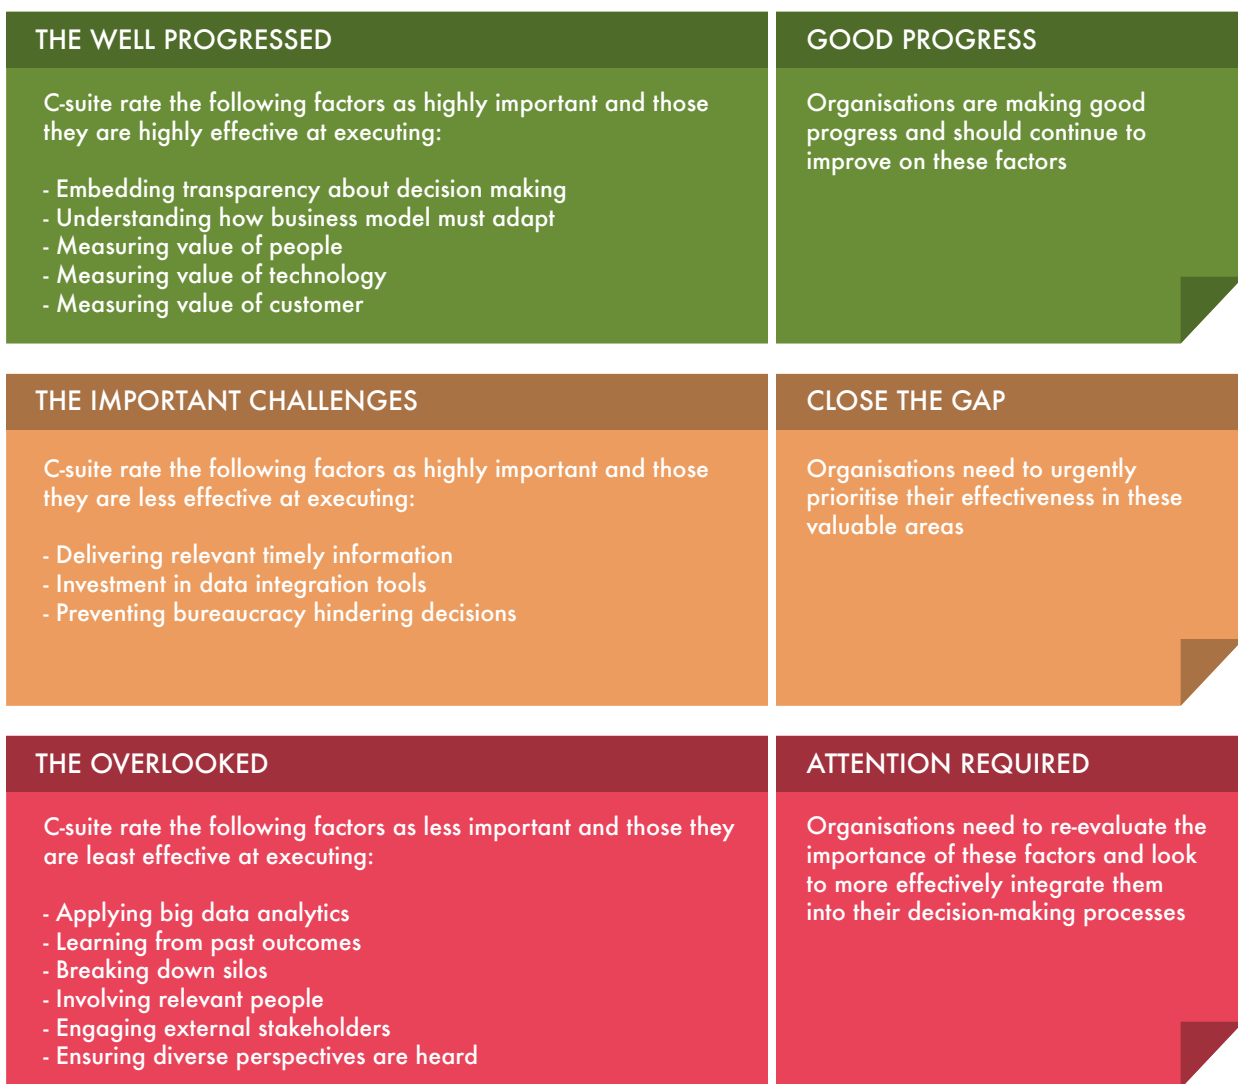 THE WELL PROGRESSED
C-suite rate the following factors as highly important and those
they are highly effective at executing:
- Embedding transparency about decision making
- Understanding how business model must adapt
- Measuring value of people
- Measuring value of technology
- Measuring value of customer
GOOD PROGRESS
Organisations are making good
progress and should continue to
improve on these factors
THE IMPORTANT CHALLENGES
C-suite rate the following factors as highly important and those
they are less effective at executing:
- Delivering relevant timely information
- Investment in data integration tools
- Preventing bureaucracy hindering decisions
CLOSE THE GAP
Organisations need to urgently
prioritise their effectiveness in these
valuable areas
THE OVERLOOKED
C-suite rate the following factors as less important and those they
are least effective at executing:
- Applying big data analytics
- Learning from past outcomes
- Breaking down silos
- Involving relevant people
- Engaging external stakeholders
- Ensuring diverse perspectives are heard
ATTENTION REQUIRED
Organisations need to re-evaluate the
importance of these factors and look
to more effectively integrate them
into their decision-making processes